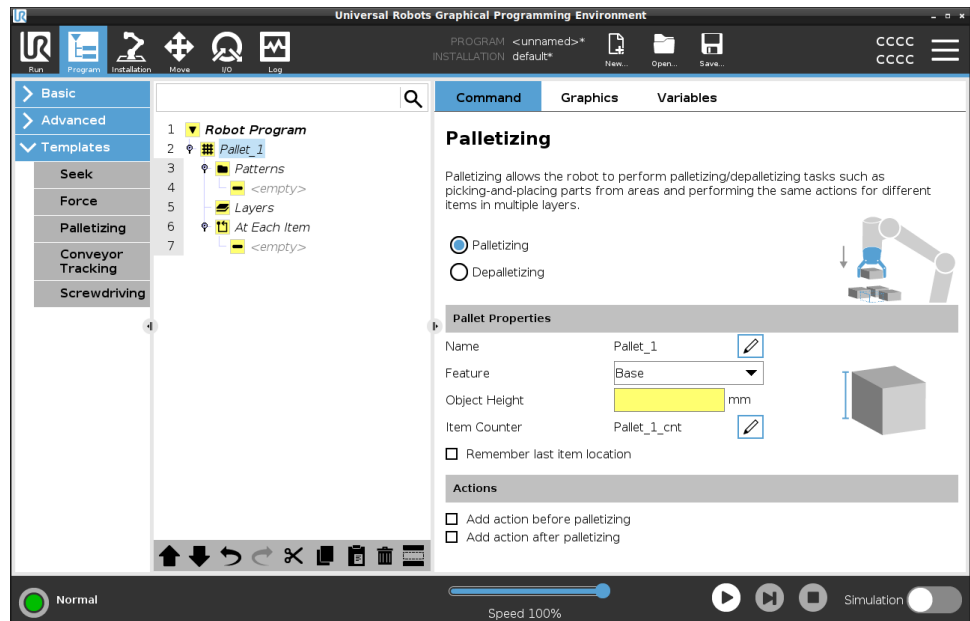 UR
Universal Robots Graphical Programming Environment
UR
Run
Program
Installation
Move
I/O
Log
PROGRAM <unnamed>*
INSTALLATION default*
New...
Open...
Save...
CCCC
CCCC
Basic
Advanced
Templates
Seek
Force
Palletizing
Conveyor
Tracking
Screwdriving
1 Robot Program
2 Pallet_1
3 Patterns
4 <empty>
5 Layers
6 At Each Item
7 <empty>
Command Graphics Variables
Palletizing
Palletizing allows the robot to perform palletizing/depalletizing tasks such as
picking-and-placing parts from areas and performing the same actions for different
items in multiple layers.
Palletizing
Depalletizing
Pallet Properties
Name Pallet_1
Feature Base
Object Height mm
Item Counter Pallet_1_cnt
Remember last item location
Actions
Add action before palletizing
Add action after palletizing
Normal
Speed 100%
Simulation